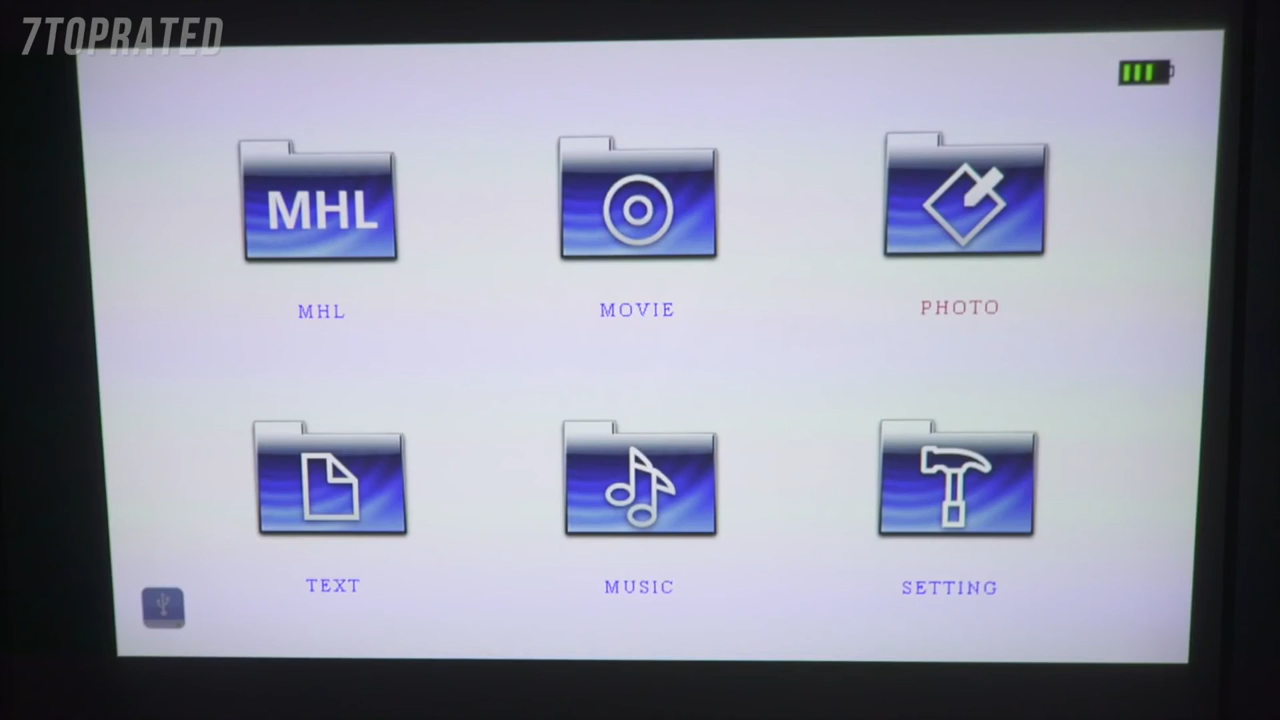 7TOPRATED
MHL
MHL
MOVIE
PHOTO
TEXT
MUSIC
SETTING